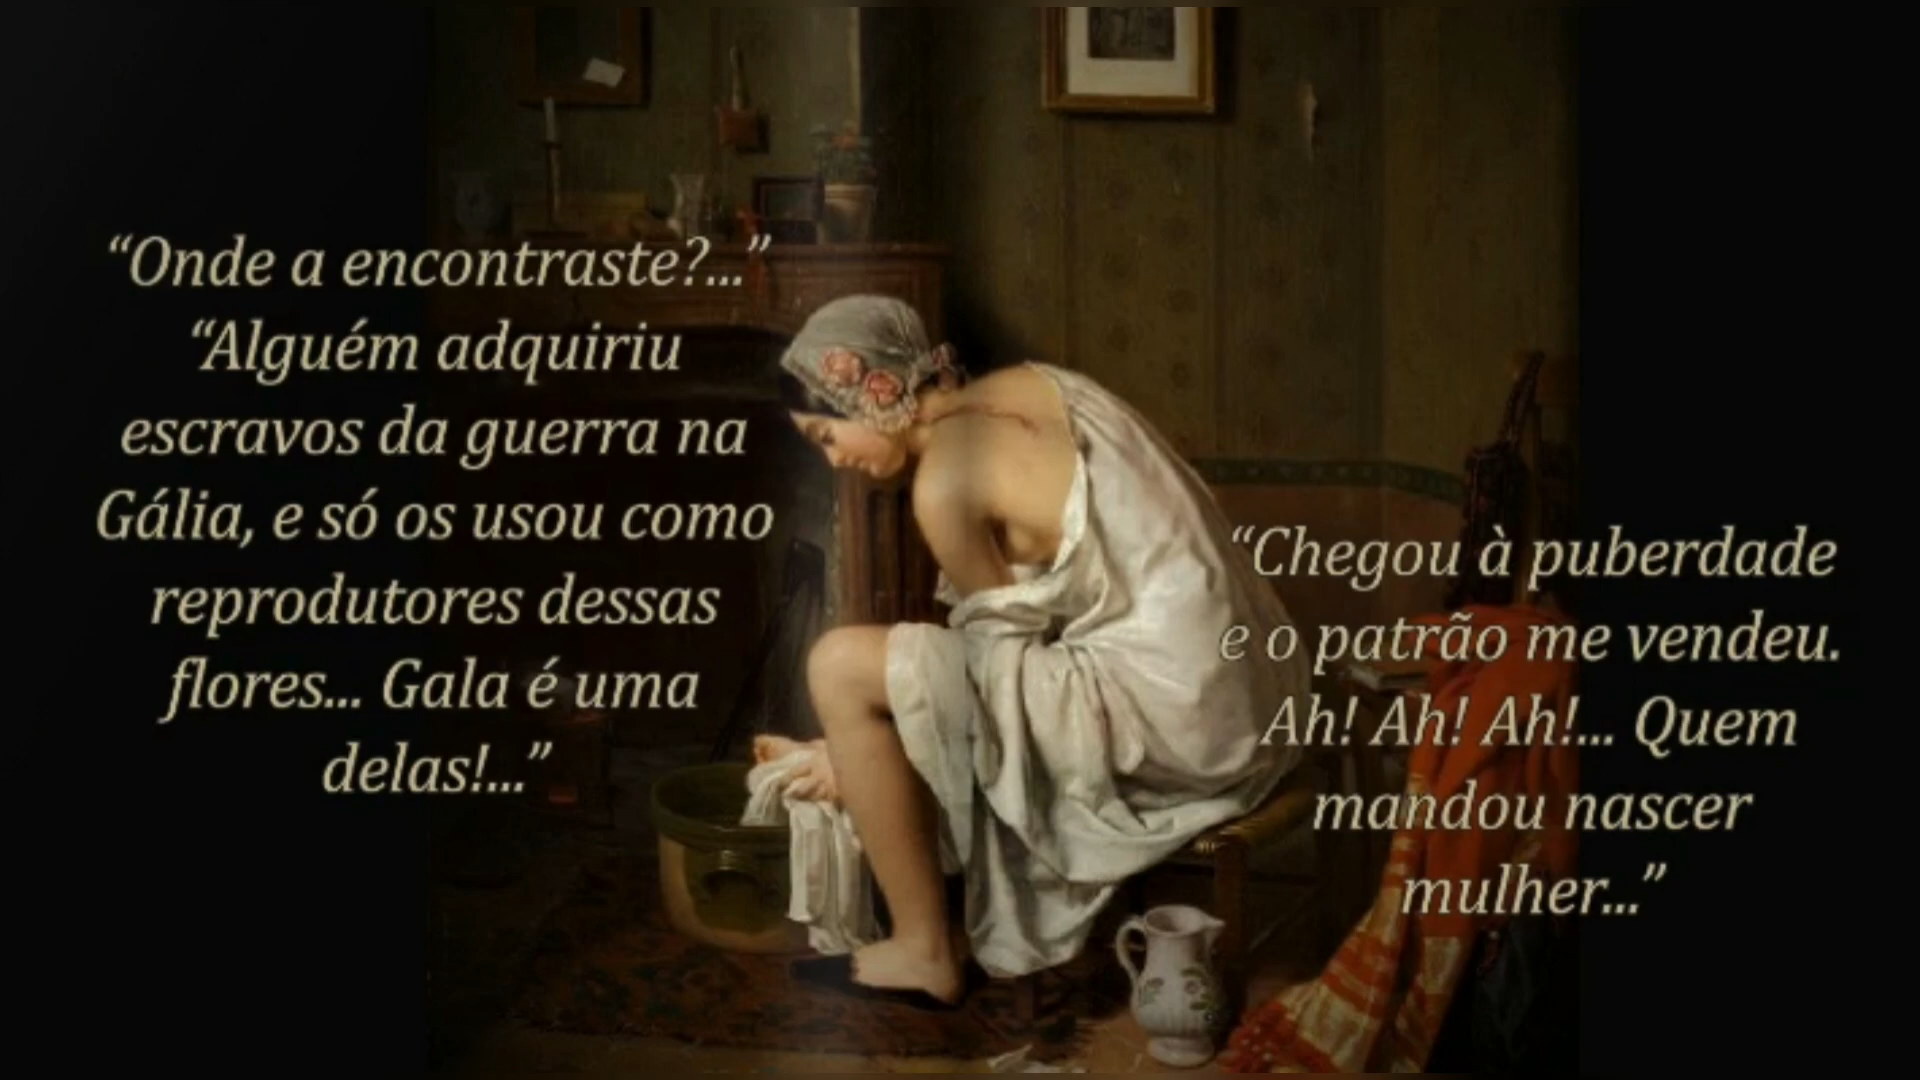 “Onde a encontraste?...”
“Alguém adquiriu
escravos da guerra na
Gália, e só os usou como
reprodutores dessas
flores... Gala é uma
delas!...”
“Chegou à puberdade
e o patrão me vendeu.
Ah! Ah! Ah!... Quem
mandou nascer
mulher...”